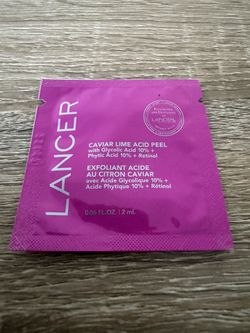 LANCER
CAVIAR LIME ACID PEEL
with Glycolic Acid 10% +
Phytic Acid 10% + Retinol
EXFOLIANT ACIDE
AU CITRON CAVIAR
avec Acide Glycolique 10% +
Acide Phytique 10% + Rétinol
0.06 FL.OZ. | 2 mL
LANCER